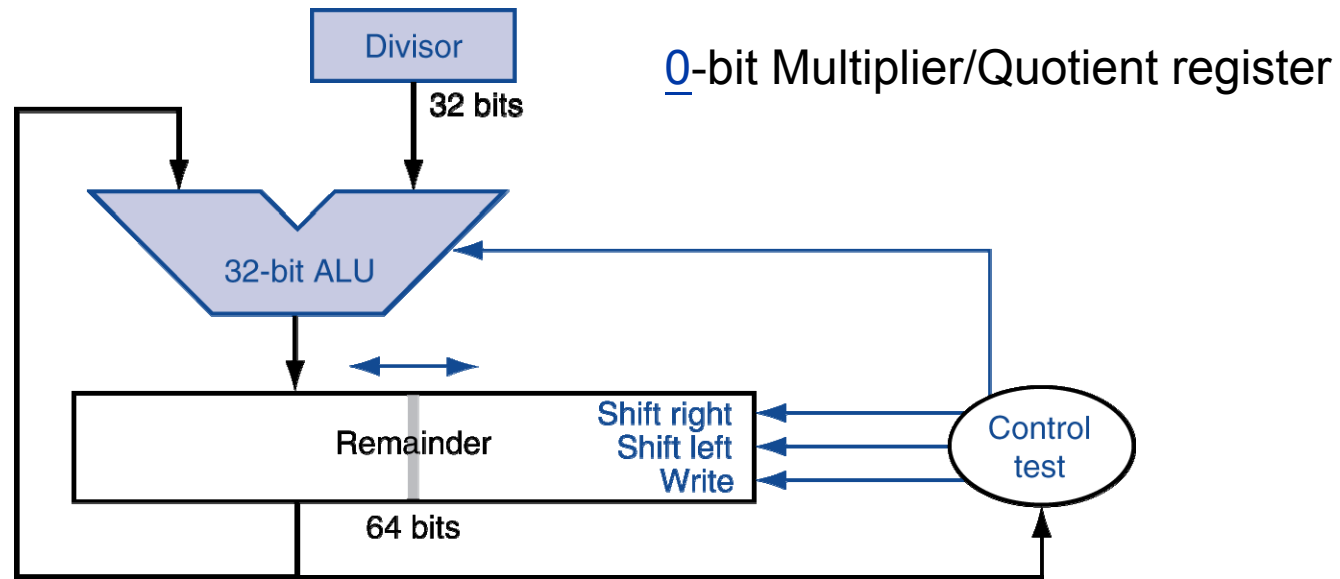 Divisor
0-bit Multiplier/Quotient register
32 bits
32-bit ALU
Shift right
Remainder
Shift left
Write
Control
test
64 bits